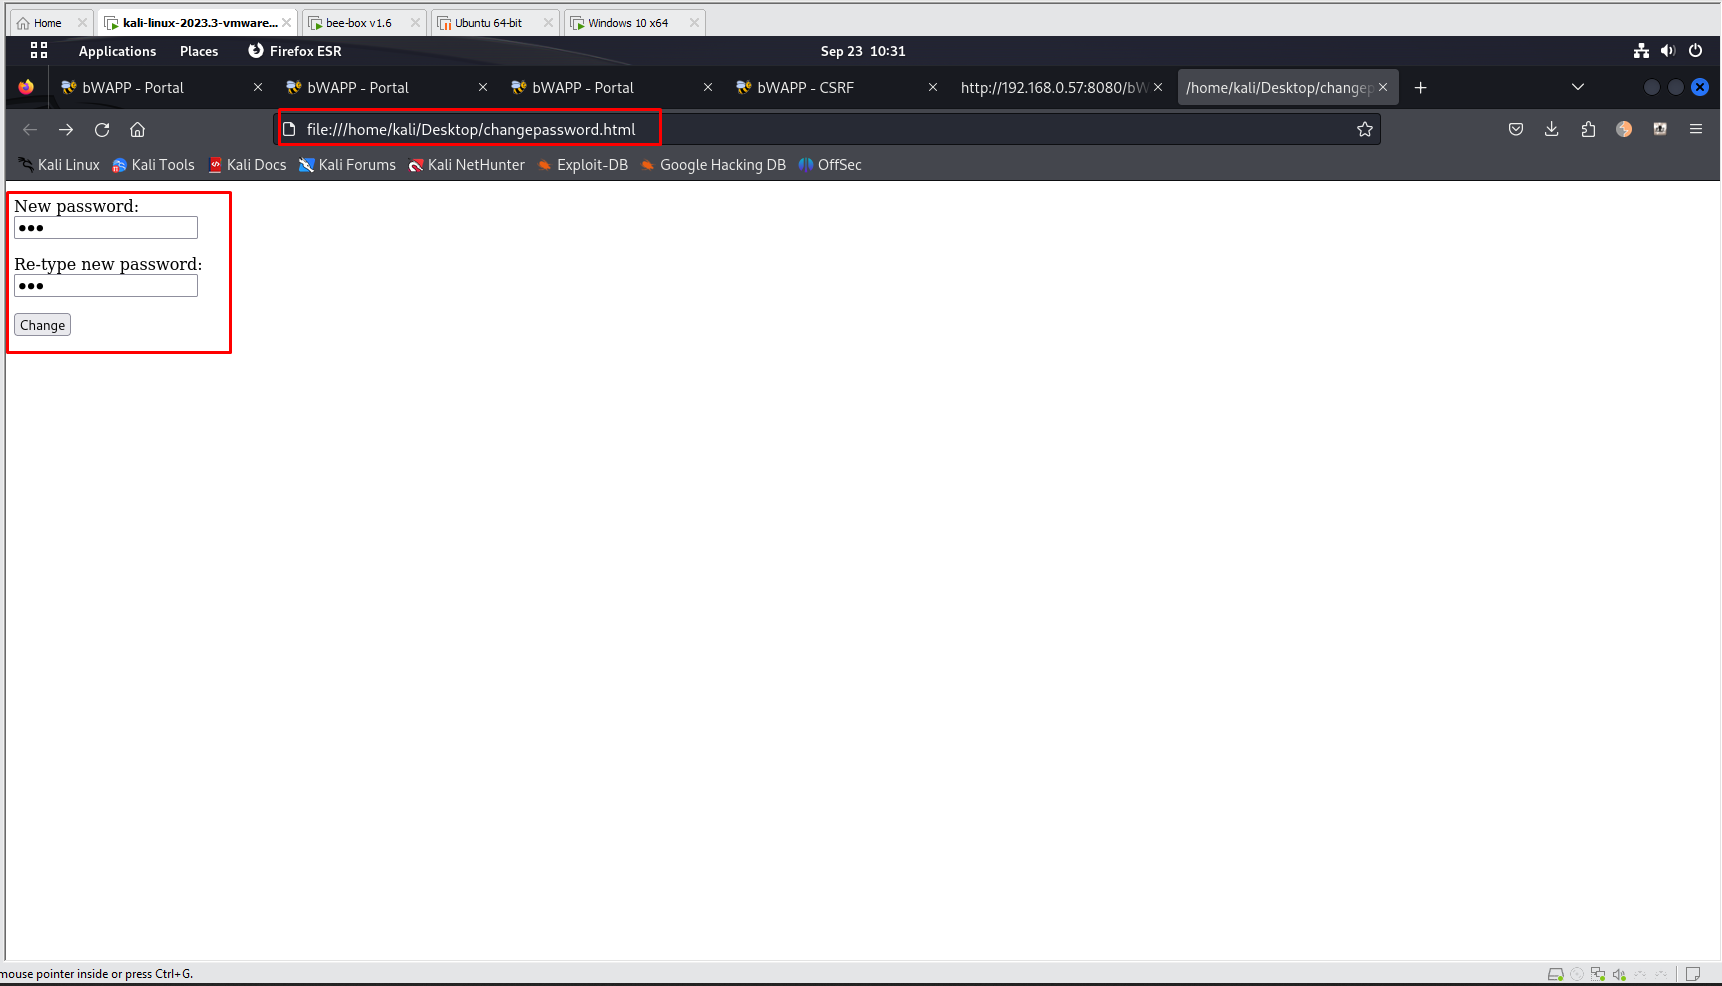 Home
kali-linux-2023.3-vmware...
bee-box v1.6
Ubuntu 64-bit
Windows 10 x64
Applications
Places
Firefox ESR
Sep 23 10:31
bWAPP - Portal
bWAPP - Portal
bWAPP - Portal
bWAPP - CSRF
http://192.168.0.57:8080/bW
/home/kali/Desktop/changep
file:///home/kali/Desktop/changepassword.html
Kali Linux
Kali Tools
Kali Docs
Kali Forums
Kali NetHunter
Exploit-DB
Google Hacking DB
OffSec
New password:
●●●
Re-type new password:
●●●
Change
mouse pointer inside or press Ctrl+G.